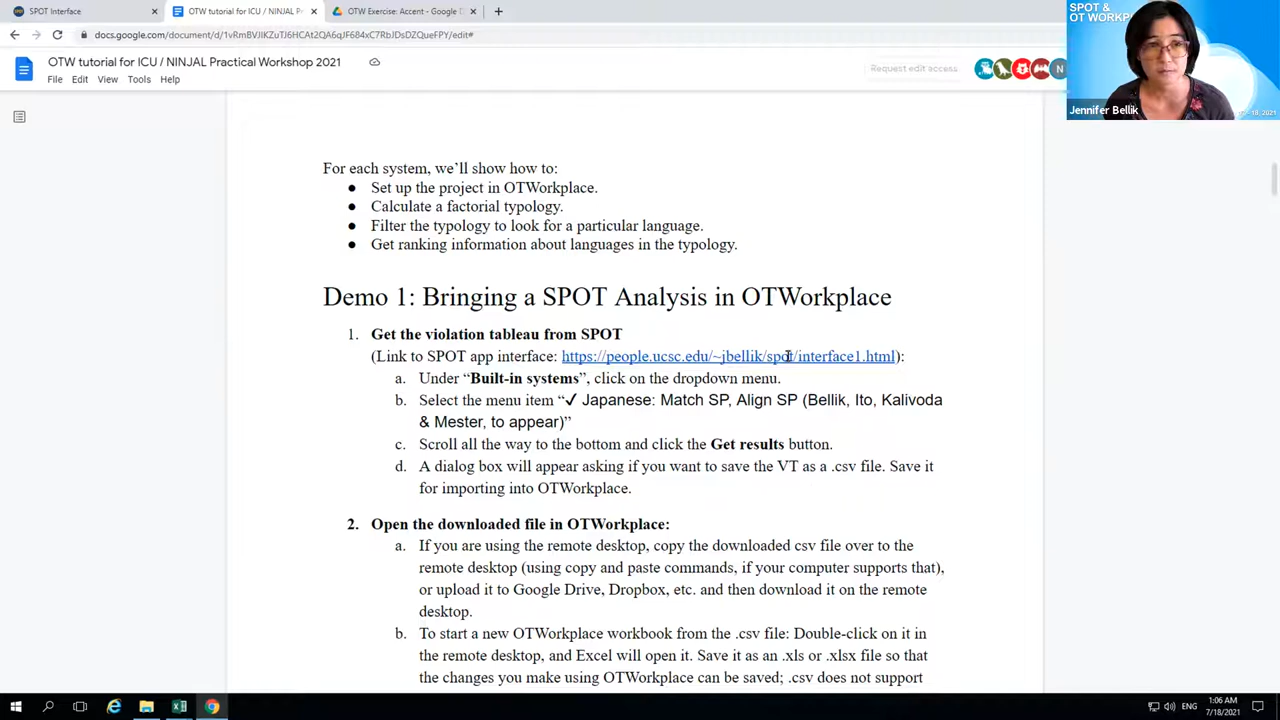 SPOT Interface
OTW tutorial for ICU / NINJAL Pr
OTW Exercise: Accent - Google D
docs.google.com/document/d/1vRmBVJIKZuTJ6HCAt2QA6qJF684xC7RbJDsDZQueFPY/edit#
OTW tutorial for ICU / NINJAL Practical Workshop 2021
File Edit View Tools Help
Request edit access
N
SPOT &
OT WORKP
Jennifer Bellik
-18, 2021
For each system, we'll show how to:
● Set up the project in OTWorkplace.
● Calculate a factorial typology.
● Filter the typology to look for a particular language.
● Get ranking information about languages in the typology.
Demo 1: Bringing a SPOT Analysis in OTWorkplace
1. Get the violation tableau from SPOT
(Link to SPOT app interface: https://people.ucsc.edu/~jbellik/spot/interface1.html):
a. Under “Built-in systems”, click on the dropdown menu.
b. Select the menu item “✓ Japanese: Match SP, Align SP (Bellik, Ito, Kalivoda
& Mester, to appear)”
c. Scroll all the way to the bottom and click the Get results button.
d. A dialog box will appear asking if you want to save the VT as a .csv file. Save it
for importing into OTWorkplace.
2. Open the downloaded file in OTWorkplace:
a. If you are using the remote desktop, copy the downloaded csv file over to the
remote desktop (using copy and paste commands, if your computer supports that),
or upload it to Google Drive, Dropbox, etc. and then download it on the remote
desktop.
b. To start a new OTWorkplace workbook from the .csv file: Double-click on it in
the remote desktop, and Excel will open it. Save it as an .xls or .xlsx file so that
the changes you make using OTWorkplace can be saved; .csv does not support
ENG
1:06 AM
7/18/2021